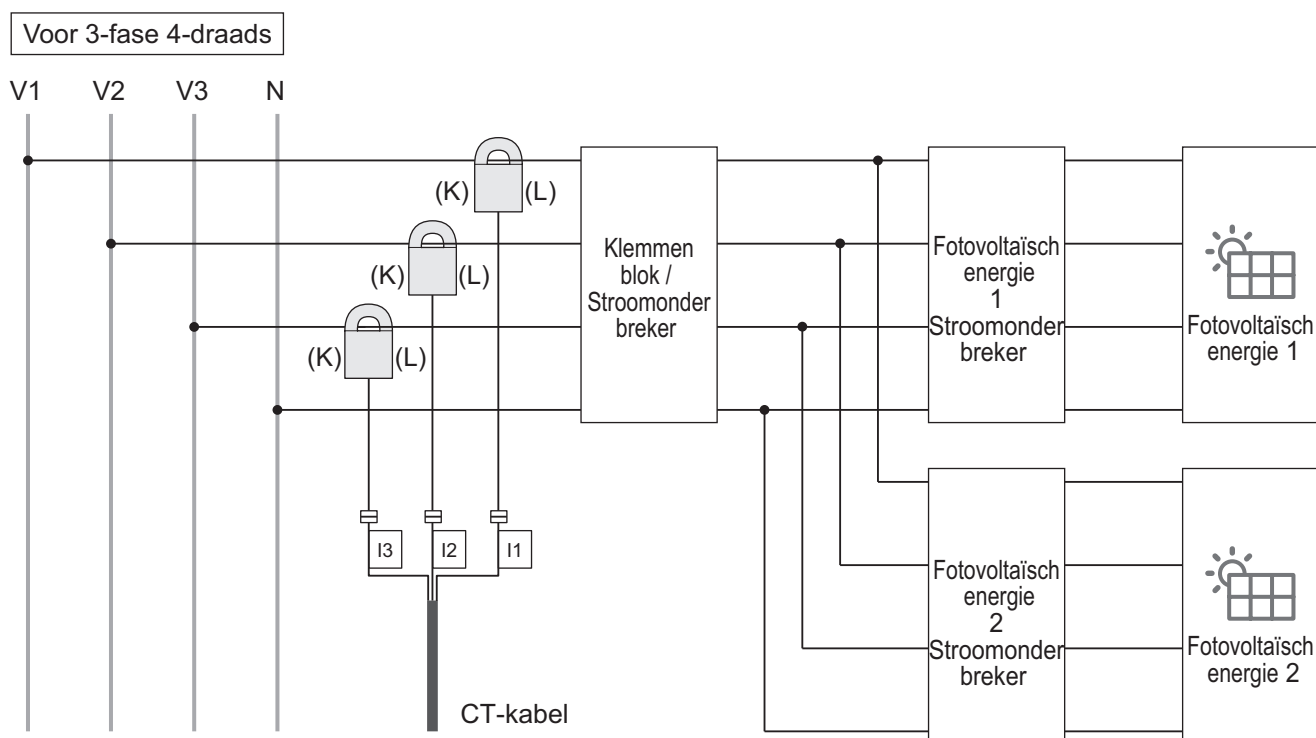 Voor 3-fase 4-draads
V1 V2 V3 N
(K) (L)
(K) (L)
(K) (L)
Klemmen
blok /
Stroomonder
breker
Fotovoltaïsch
energie
1
Stroomonder
breker
Fotovoltaïsch
energie 1
I3 I2 I1
CT-kabel
Fotovoltaïsch
energie
2
Stroomonder
breker
Fotovoltaïsch
energie 2